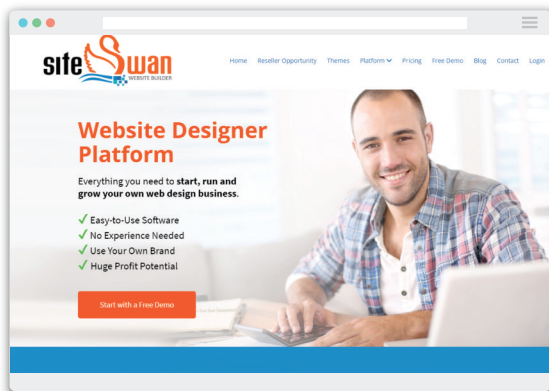 site Swan
WEBSITE BUILDER
Home Reseller Opportunity Themes Platform Pricing Free Demo Blog Contact Login
Website Designer
Platform
Everything you need to start, run and
grow your own web design business.
Easy-to-Use Software
No Experience Needed
Use Your Own Brand
Huge Profit Potential
Start with a Free Demo